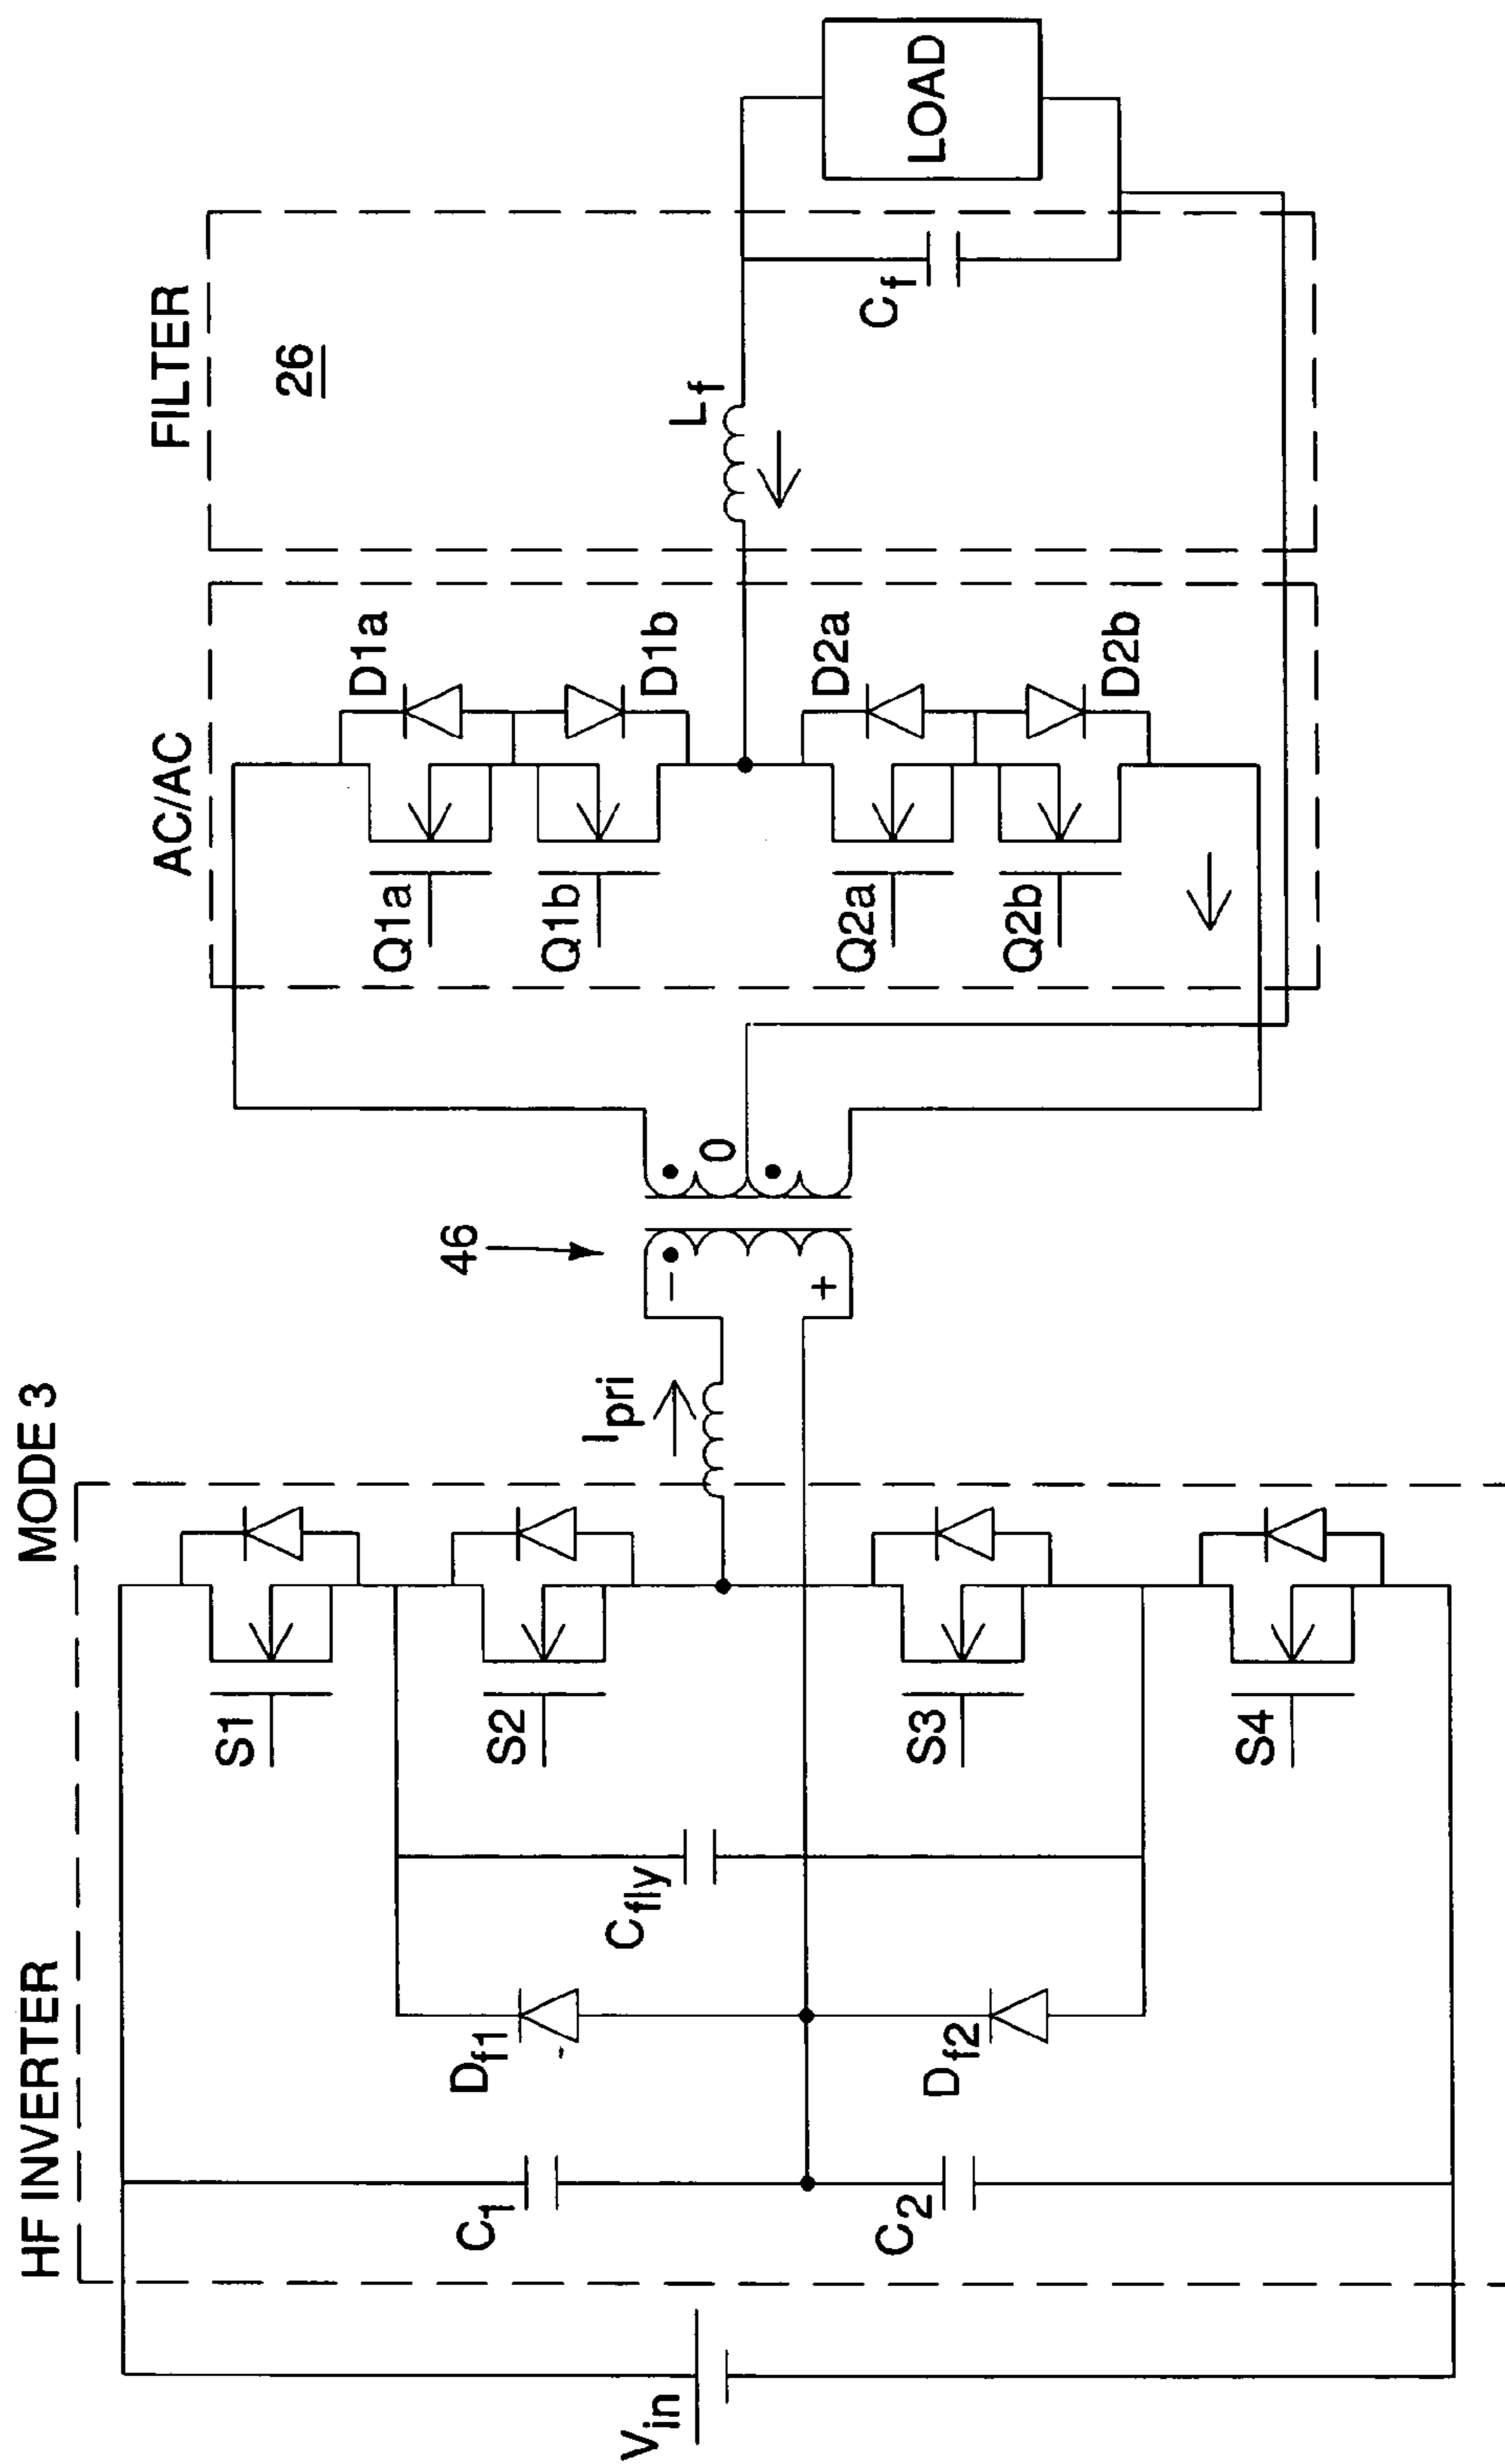 MODE 3
HF INVERTER
AC/AC
FILTER
26
S1
S2
S3
S4
Vin
C1
C2
Df1
Df2
Cfly
Ipri
46
−
+
0
Q1a
Q1b
Q2a
Q2b
D1a
D1b
D2a
D2b
Lf
Cf
LOAD